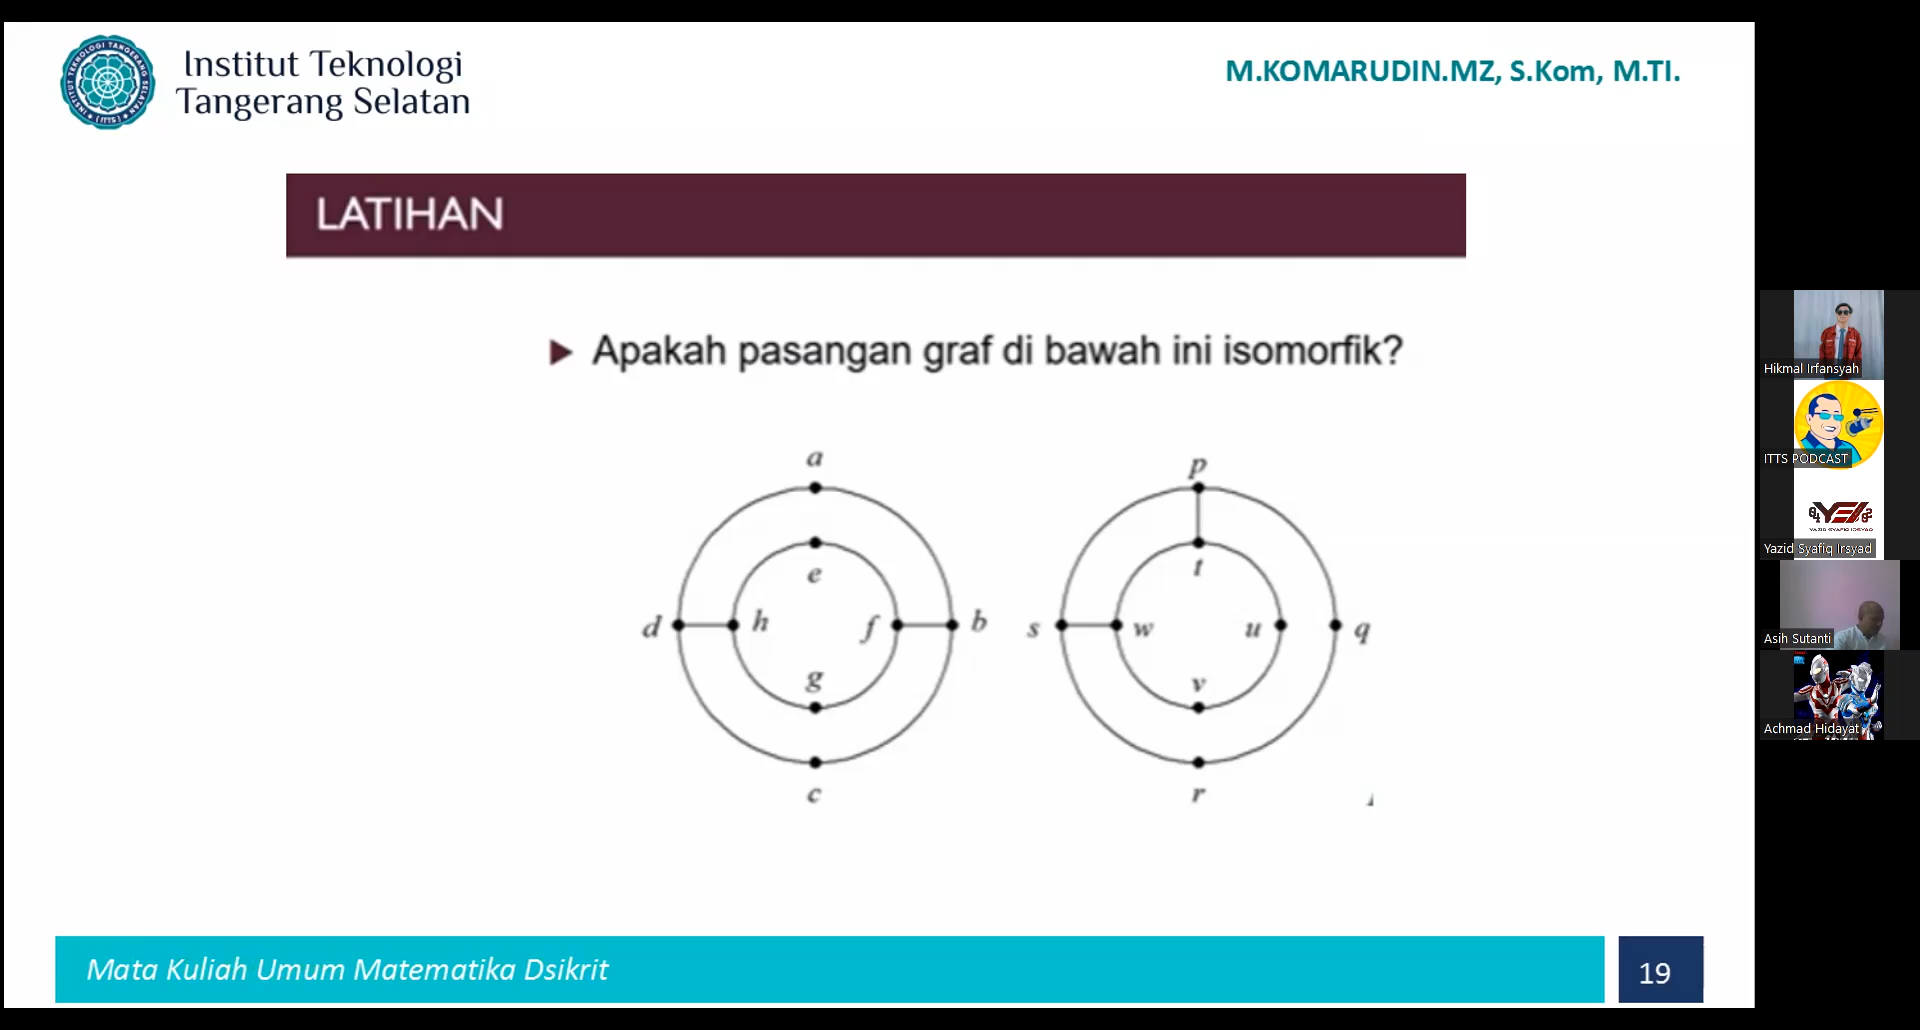 Institut Teknologi
Tangerang Selatan
M.KOMARUDIN.MZ, S.Kom, M.TI.
LATIHAN
Apakah pasangan graf di bawah ini isomorfik?
a
e
d
h
f
b
g
c
p
t
s
w
u
q
v
r
Hikmal Irfansyah
ITTS PODCAST
Yazid Syafiq Irsyad
Asih Sutanti
Achmad Hidayat
Mata Kuliah Umum Matematika Dsikrit
19